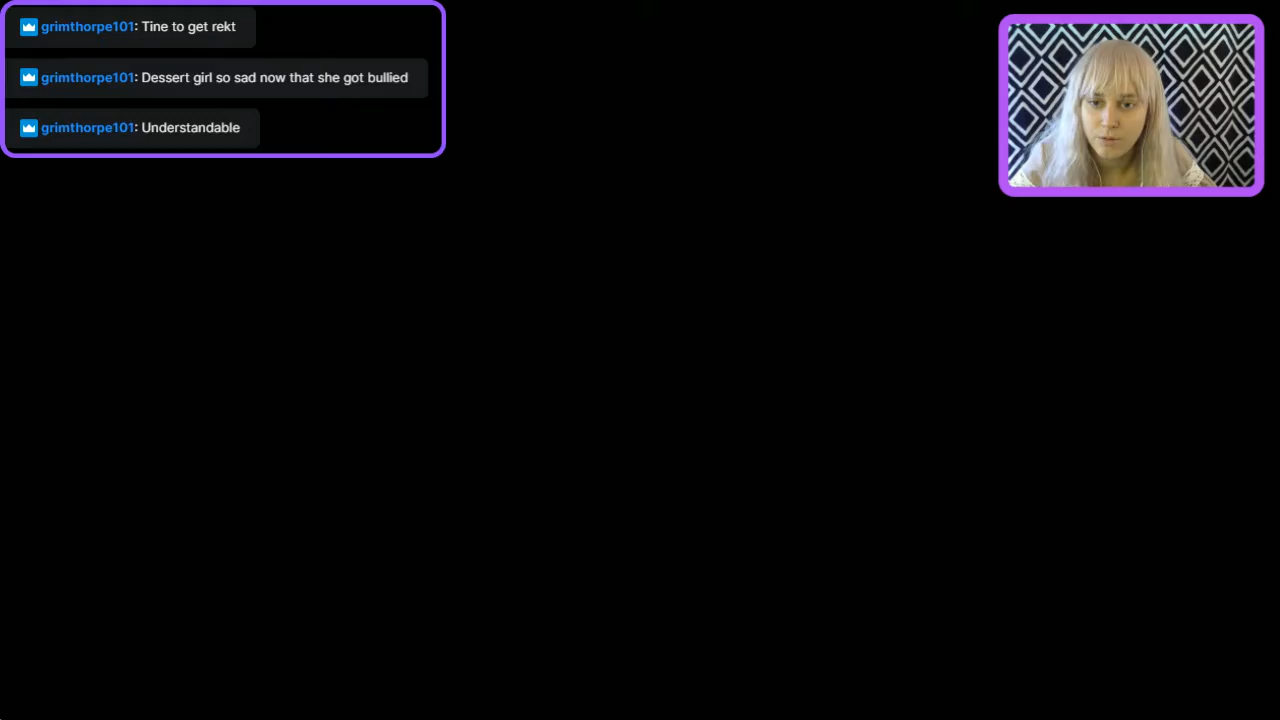 grimthorpe101: Tine to get rekt
grimthorpe101: Dessert girl so sad now that she got bullied
grimthorpe101: Understandable